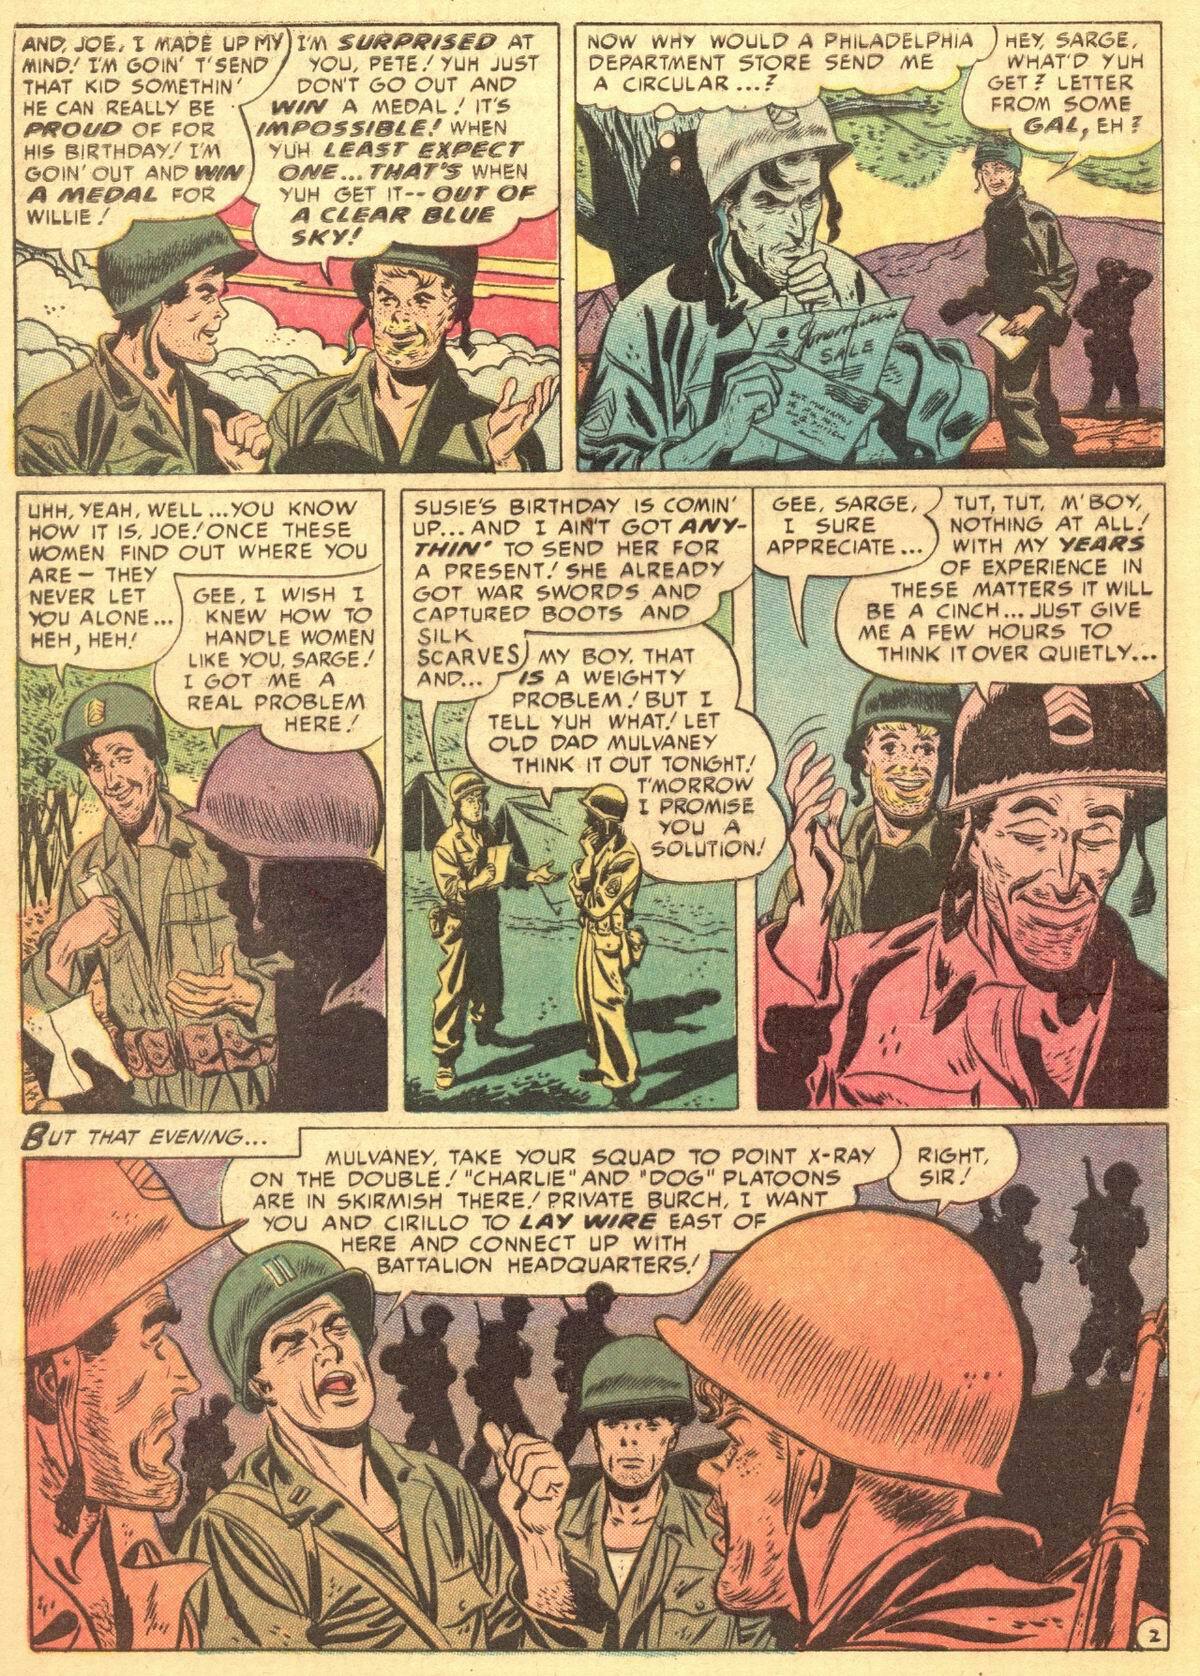 AND, JOE, I MADE UP MY
MIND! I'M GOIN' T'SEND
THAT KID SOMETHIN'
HE CAN REALLY BE
PROUD OF FOR
HIS BIRTHDAY! I'M
GOIN' OUT AND WIN
A MEDAL FOR
WILLIE!
I'M SURPRISED AT
YOU, PETE! YUH JUST
DON'T GO OUT AND
WIN A MEDAL! IT'S
IMPOSSIBLE! WHEN
YUH LEAST EXPECT
ONE... THAT'S WHEN
YUH GET IT-- OUT OF
A CLEAR BLUE
SKY!
NOW WHY WOULD A PHILADELPHIA
DEPARTMENT STORE SEND ME
A CIRCULAR...?
HEY, SARGE,
WHAT'D YUH
GET? LETTER
FROM SOME
GAL, EH?
SALE
UHH, YEAH, WELL...YOU KNOW
HOW IT IS, JOE! ONCE THESE
WOMEN FIND OUT WHERE YOU
ARE— THEY
NEVER LET
YOU ALONE...
HEH, HEH!
GEE, I WISH I
KNEW HOW TO
HANDLE WOMEN
LIKE YOU, SARGE!
I GOT ME A
REAL PROBLEM
HERE!
SUSIE'S BIRTHDAY IS COMIN'
UP... AND I AIN'T GOT ANY-
THIN' TO SEND HER FOR
A PRESENT! SHE ALREADY
GOT WAR SWORDS AND
CAPTURED BOOTS AND
SILK
SCARVES
AND...
MY BOY, THAT
IS A WEIGHTY
PROBLEM! BUT I
TELL YUH WHAT! LET
OLD DAD MULVANEY
THINK IT OUT TONIGHT!
T'MORROW
I PROMISE
YOU A
SOLUTION!
GEE, SARGE,
I SURE
APPRECIATE...
TUT, TUT, M'BOY,
NOTHING AT ALL!
WITH MY YEARS
OF EXPERIENCE IN
THESE MATTERS IT WILL
BE A CINCH... JUST GIVE
ME A FEW HOURS TO
THINK IT OVER QUIETLY...
BUT THAT EVENING...
MULVANEY, TAKE YOUR SQUAD TO POINT X-RAY
ON THE DOUBLE! "CHARLIE" AND "DOG" PLATOONS
ARE IN SKIRMISH THERE! PRIVATE BURCH, I WANT
YOU AND CIRILLO TO LAY WIRE EAST OF
HERE AND CONNECT UP WITH
BATTALION HEADQUARTERS!
RIGHT,
SIR!
2